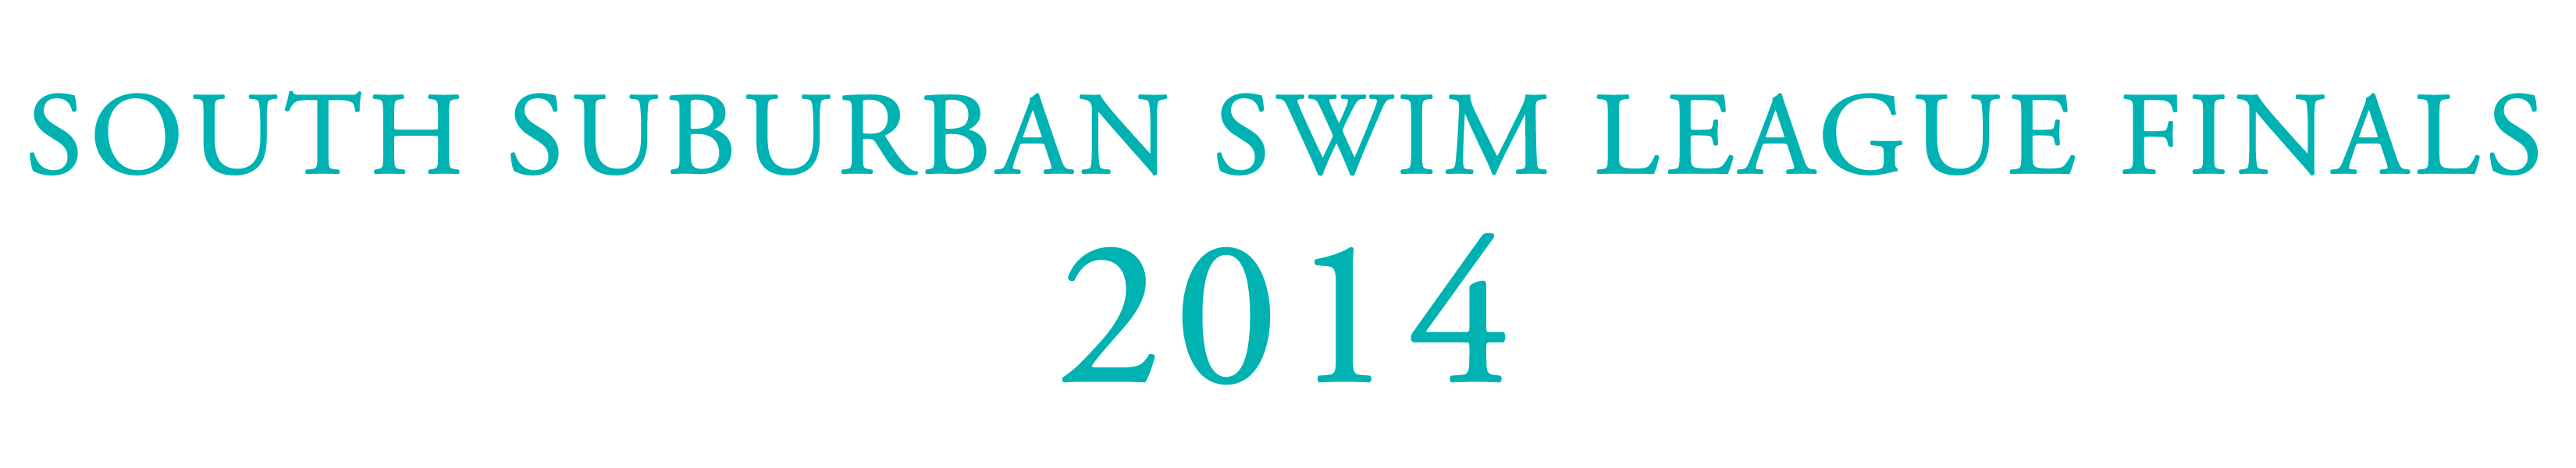 SOUTH SUBURBAN SWIM LEAGUE FINALS
2014